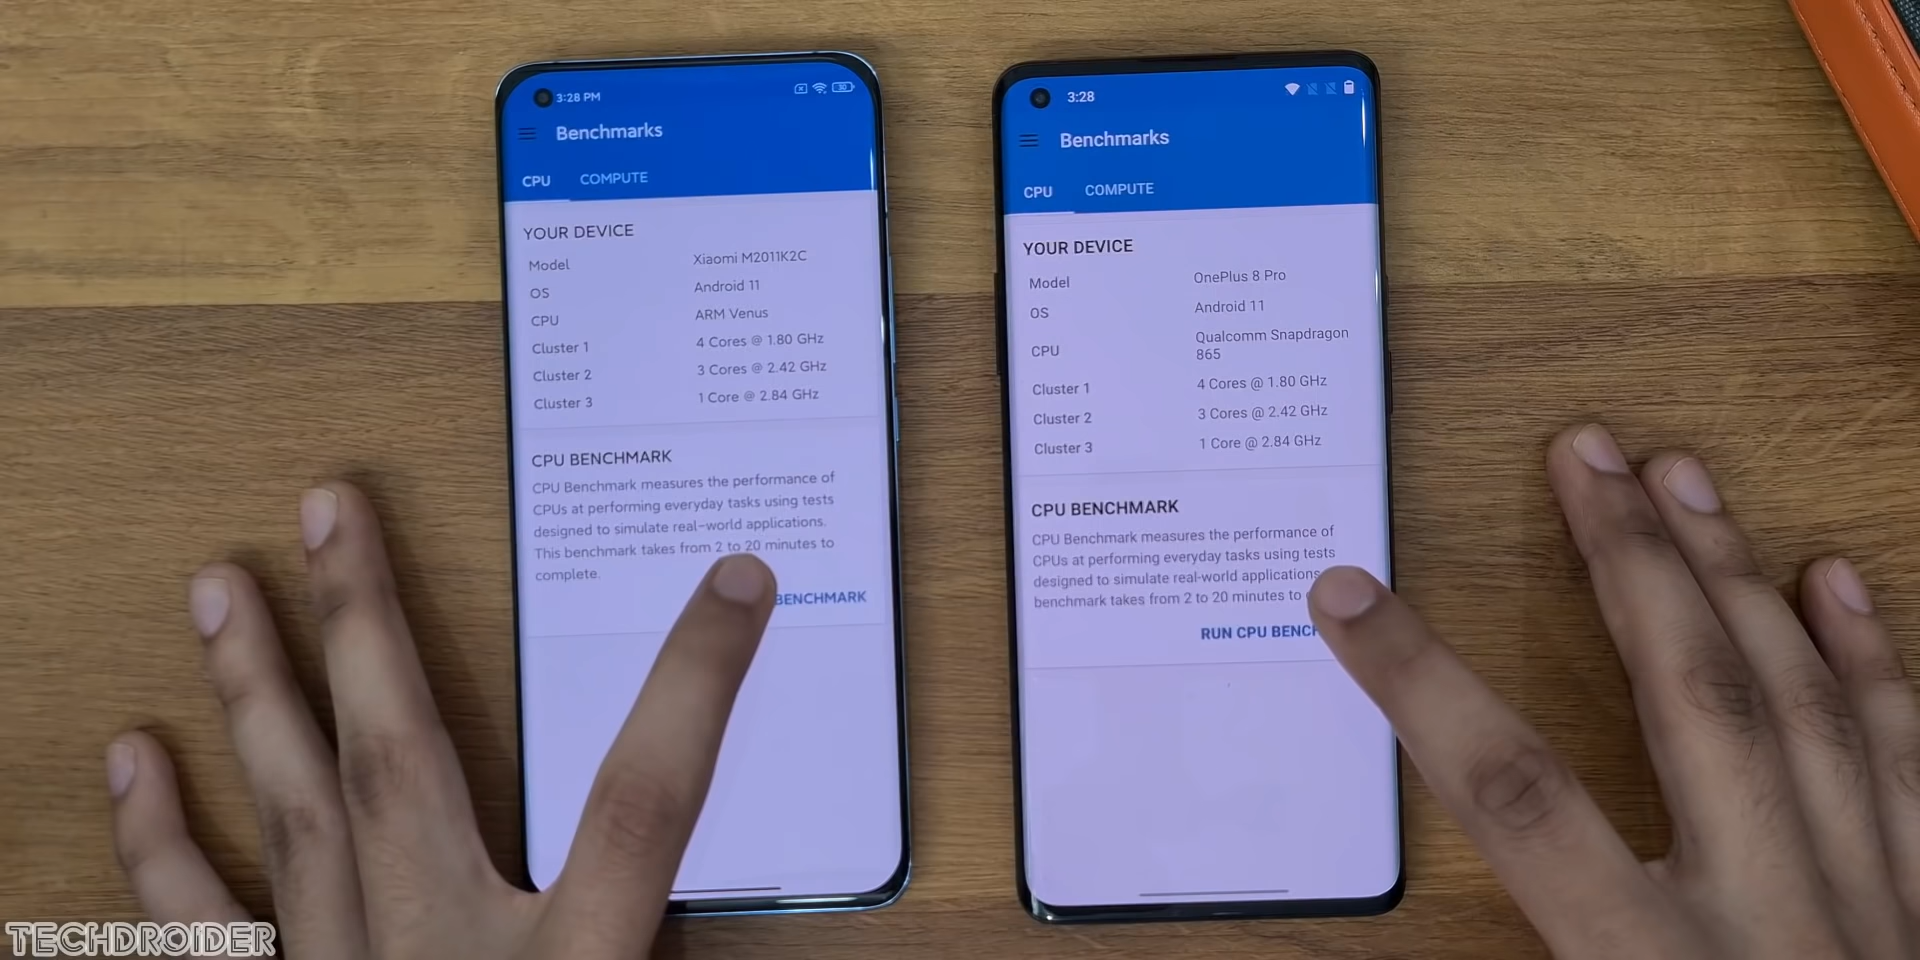 3:28 PM
30
Benchmarks
CPU COMPUTE
YOUR DEVICE
Model Xiaomi M2011K2C
OS Android 11
CPU ARM Venus
Cluster 1 4 Cores @ 1.80 GHz
Cluster 2 3 Cores @ 2.42 GHz
Cluster 3 1 Core @ 2.84 GHz
CPU BENCHMARK
CPU Benchmark measures the performance of
CPUs at performing everyday tasks using tests
designed to simulate real-world applications.
This benchmark takes from 2 to 20 minutes to
complete.
BENCHMARK
3:28
Benchmarks
CPU COMPUTE
YOUR DEVICE
Model OnePlus 8 Pro
OS Android 11
CPU Qualcomm Snapdragon
865
Cluster 1 4 Cores @ 1.80 GHz
Cluster 2 3 Cores @ 2.42 GHz
Cluster 3 1 Core @ 2.84 GHz
CPU BENCHMARK
CPU Benchmark measures the performance of
CPUs at performing everyday tasks using tests
designed to simulate real-world applications
benchmark takes from 2 to 20 minutes to
RUN CPU BENCH
TECHDROIDER